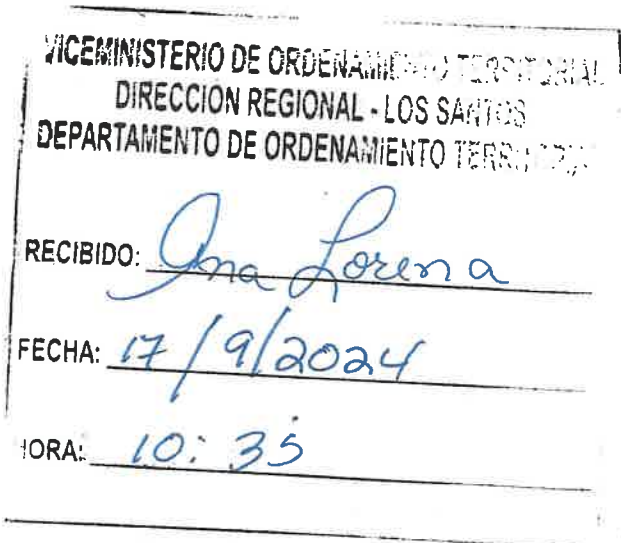 VICEMINISTERIO DE ORDENAMIENTO TERRITORIAL
DIRECCION REGIONAL - LOS SANTOS
DEPARTAMENTO DE ORDENAMIENTO TERRITORIAL
RECIBIDO: Ana Lorena
FECHA: 17/9/2024
HORA: 10:35